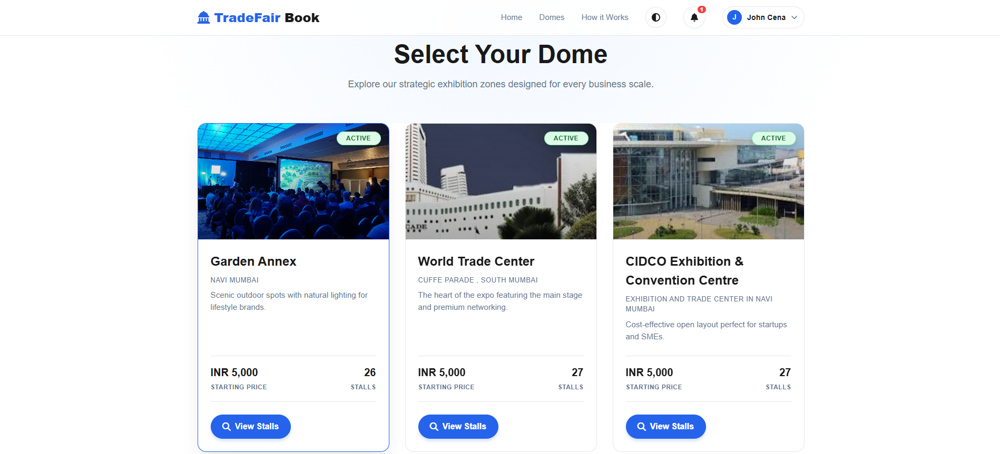 TradeFair Book
Home
Domes
How it Works
1
J
John Cena
Select Your Dome
Explore our strategic exhibition zones designed for every business scale.
ACTIVE
Garden Annex
NAVI MUMBAI
Scenic outdoor spots with natural lighting for
lifestyle brands.
INR 5,000
STARTING PRICE
26
STALLS
View Stalls
ACTIVE
CADE
World Trade Center
CUFFE PARADE , SOUTH MUMBAI
The heart of the expo featuring the main stage
and premium networking.
INR 5,000
STARTING PRICE
27
STALLS
View Stalls
ACTIVE
CIDCO Exhibition &
Convention Centre
EXHIBITION AND TRADE CENTER IN NAVI
MUMBAI
Cost-effective open layout perfect for startups
and SMEs.
INR 5,000
STARTING PRICE
27
STALLS
View Stalls